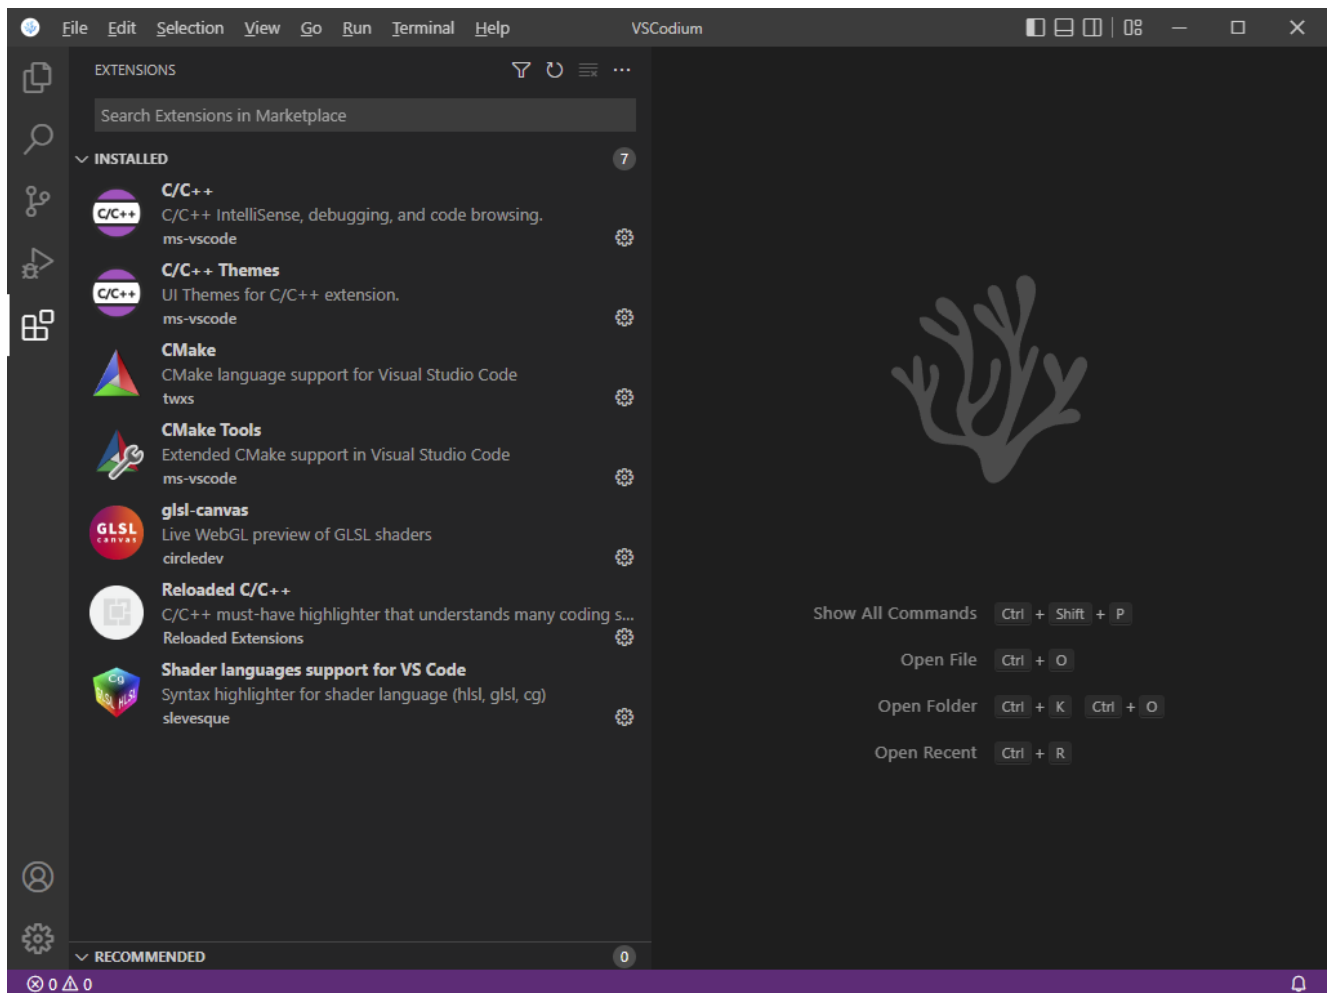 File Edit Selection View Go Run Terminal Help VSCodium
EXTENSIONS
Search Extensions in Marketplace
INSTALLED 7
C/C++
C/C++
C/C++ IntelliSense, debugging, and code browsing.
ms-vscode
C/C++ Themes
C/C++
UI Themes for C/C++ extension.
ms-vscode
CMake
CMake language support for Visual Studio Code
twxs
CMake Tools
Extended CMake support in Visual Studio Code
ms-vscode
glsl-canvas
GLSL
canvas
Live WebGL preview of GLSL shaders
circledev
Reloaded C/C++
C/C++ must-have highlighter that understands many coding s...
Reloaded Extensions
Shader languages support for VS Code
Cg
GLSL HLSL
Syntax highlighter for shader language (hlsl, glsl, cg)
slevesque
Show All Commands Ctrl + Shift + P
Open File Ctrl + O
Open Folder Ctrl + K Ctrl + O
Open Recent Ctrl + R
RECOMMENDED 0
0 0